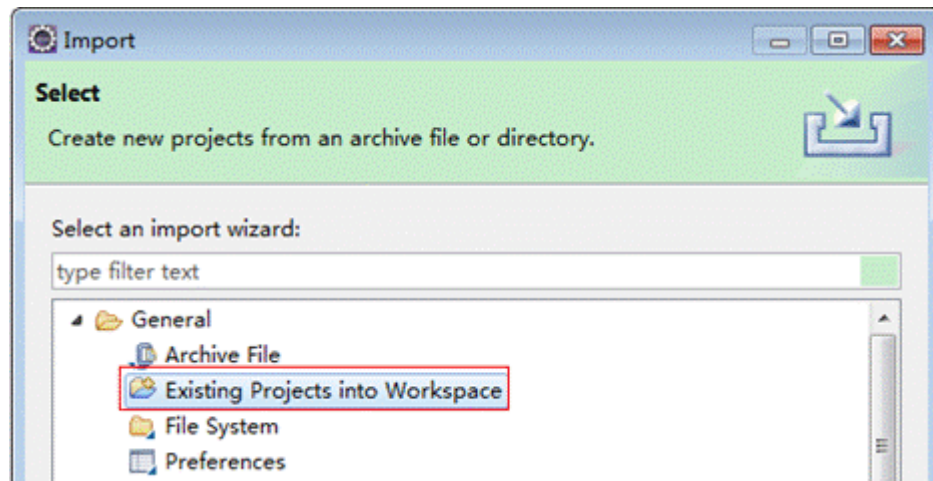 Import
Select
Create new projects from an archive file or directory.
Select an import wizard:
type filter text
General
Archive File
Existing Projects into Workspace
File System
Preferences